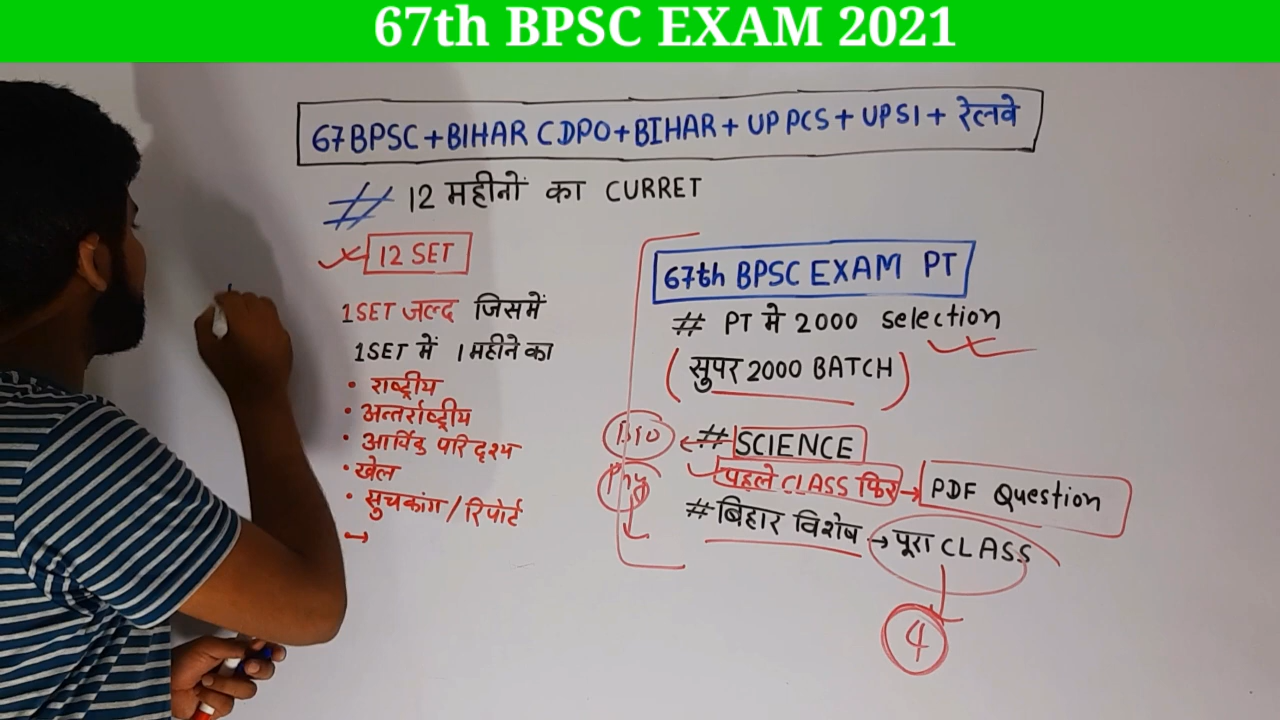 67th BPSC EXAM 2021
67 BPSC + BIHAR CDPO + BIHAR + UP PCS + UPSI + रेलवे
# 12 महीनों का CURRET
12 SET
1 SET जल्द जिसमें
1 SET में 1 महीने का
• राष्ट्रीय
• अन्तर्राष्ट्रीय
• आर्थिक परिदृश्य
• खेल
• सुचकांग / रिपोर्ट
→
67th BPSC EXAM PT
# PT मे 2000 selection
(सुपर 2000 BATCH)
Bio ← # SCIENCE
Phy पहले CLASS फिर → PDF Question
# बिहार विशेष → पूरा CLASS
4